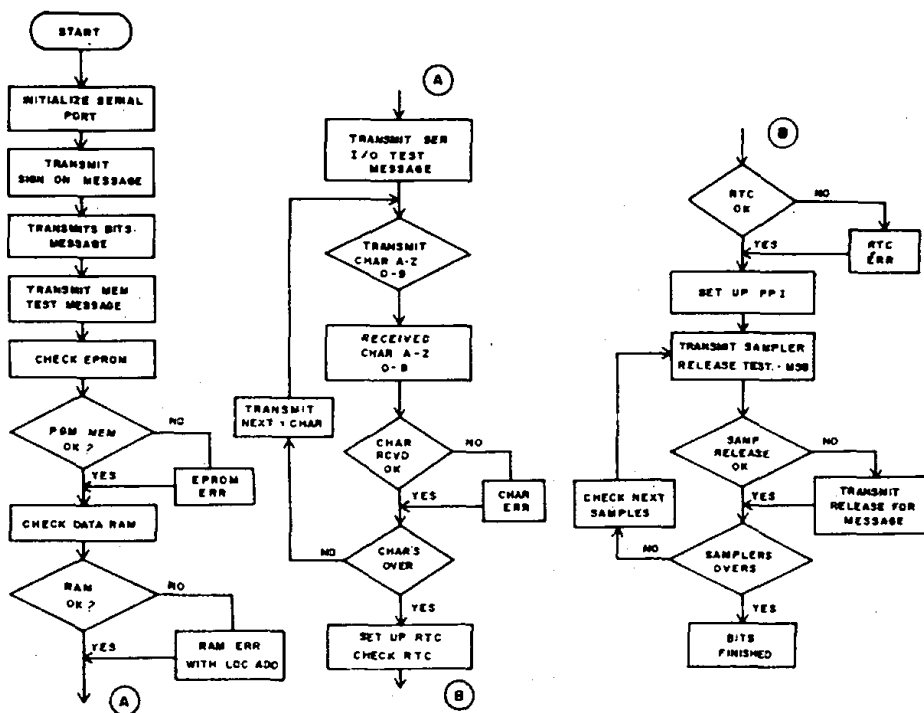 START
INITIALIZE SERIAL
PORT
TRANSMIT
SIGN ON MESSAGE
TRANSMITS BITS
MESSAGE
TRANSMIT MEM
TEST MESSAGE
CHECK EPROM
PGM MEM
OK?
NO
YES
EPROM
ERR
CHECK DATA RAM
RAM
OK?
NO
YES
RAM ERR
WITH LOC ADD
A
A
TRANSMIT SER
I/O TEST
MESSAGE
TRANSMIT
CHAR A-Z
0-9
RECEIVED
CHAR A-Z
0-9
TRANSMIT
NEXT CHAR
CHAR
RCVD
OK
NO
YES
CHAR
ERR
CHAR'S
OVER
NO
YES
SET UP RTC
CHECK RTC
B
B
RTC
OK
NO
YES
RTC
ERR
SET UP PPI
TRANSMIT SAMPLER
RELEASE TEST.-MSG
SAMP
RELEASE
OK
NO
YES
TRANSMIT
RELEASE FOR
MESSAGE
CHECK NEXT
SAMPLES
NO
SAMPLERS
OVERS
YES
BITS
FINISHED